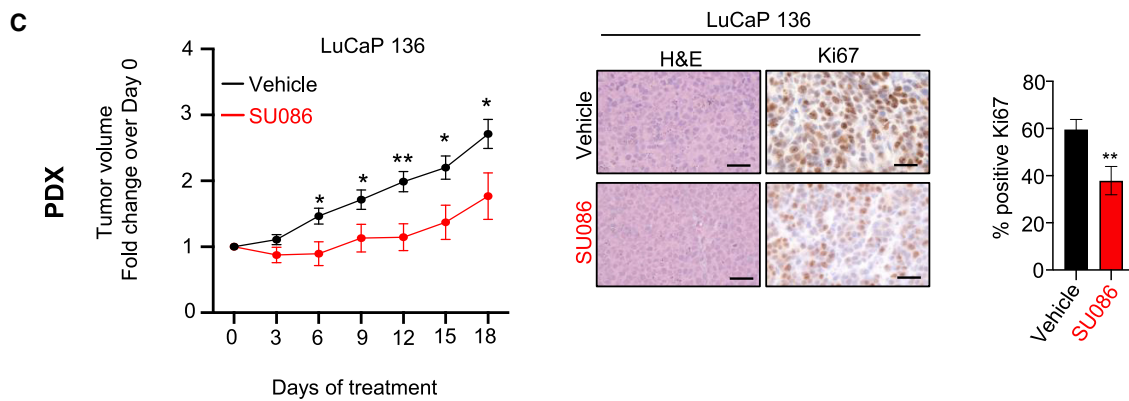 C
PDX
LuCaP 136
Tumor volume
Fold change over Day 0
4
3
2
1
0
Vehicle
SU086
*
*
**
*
*
0 3 6 9 12 15 18
Days of treatment
LuCaP 136
H&E Ki67
Vehicle
SU086
% positive Ki67
80
60
40
20
0
**
Vehicle
SU086